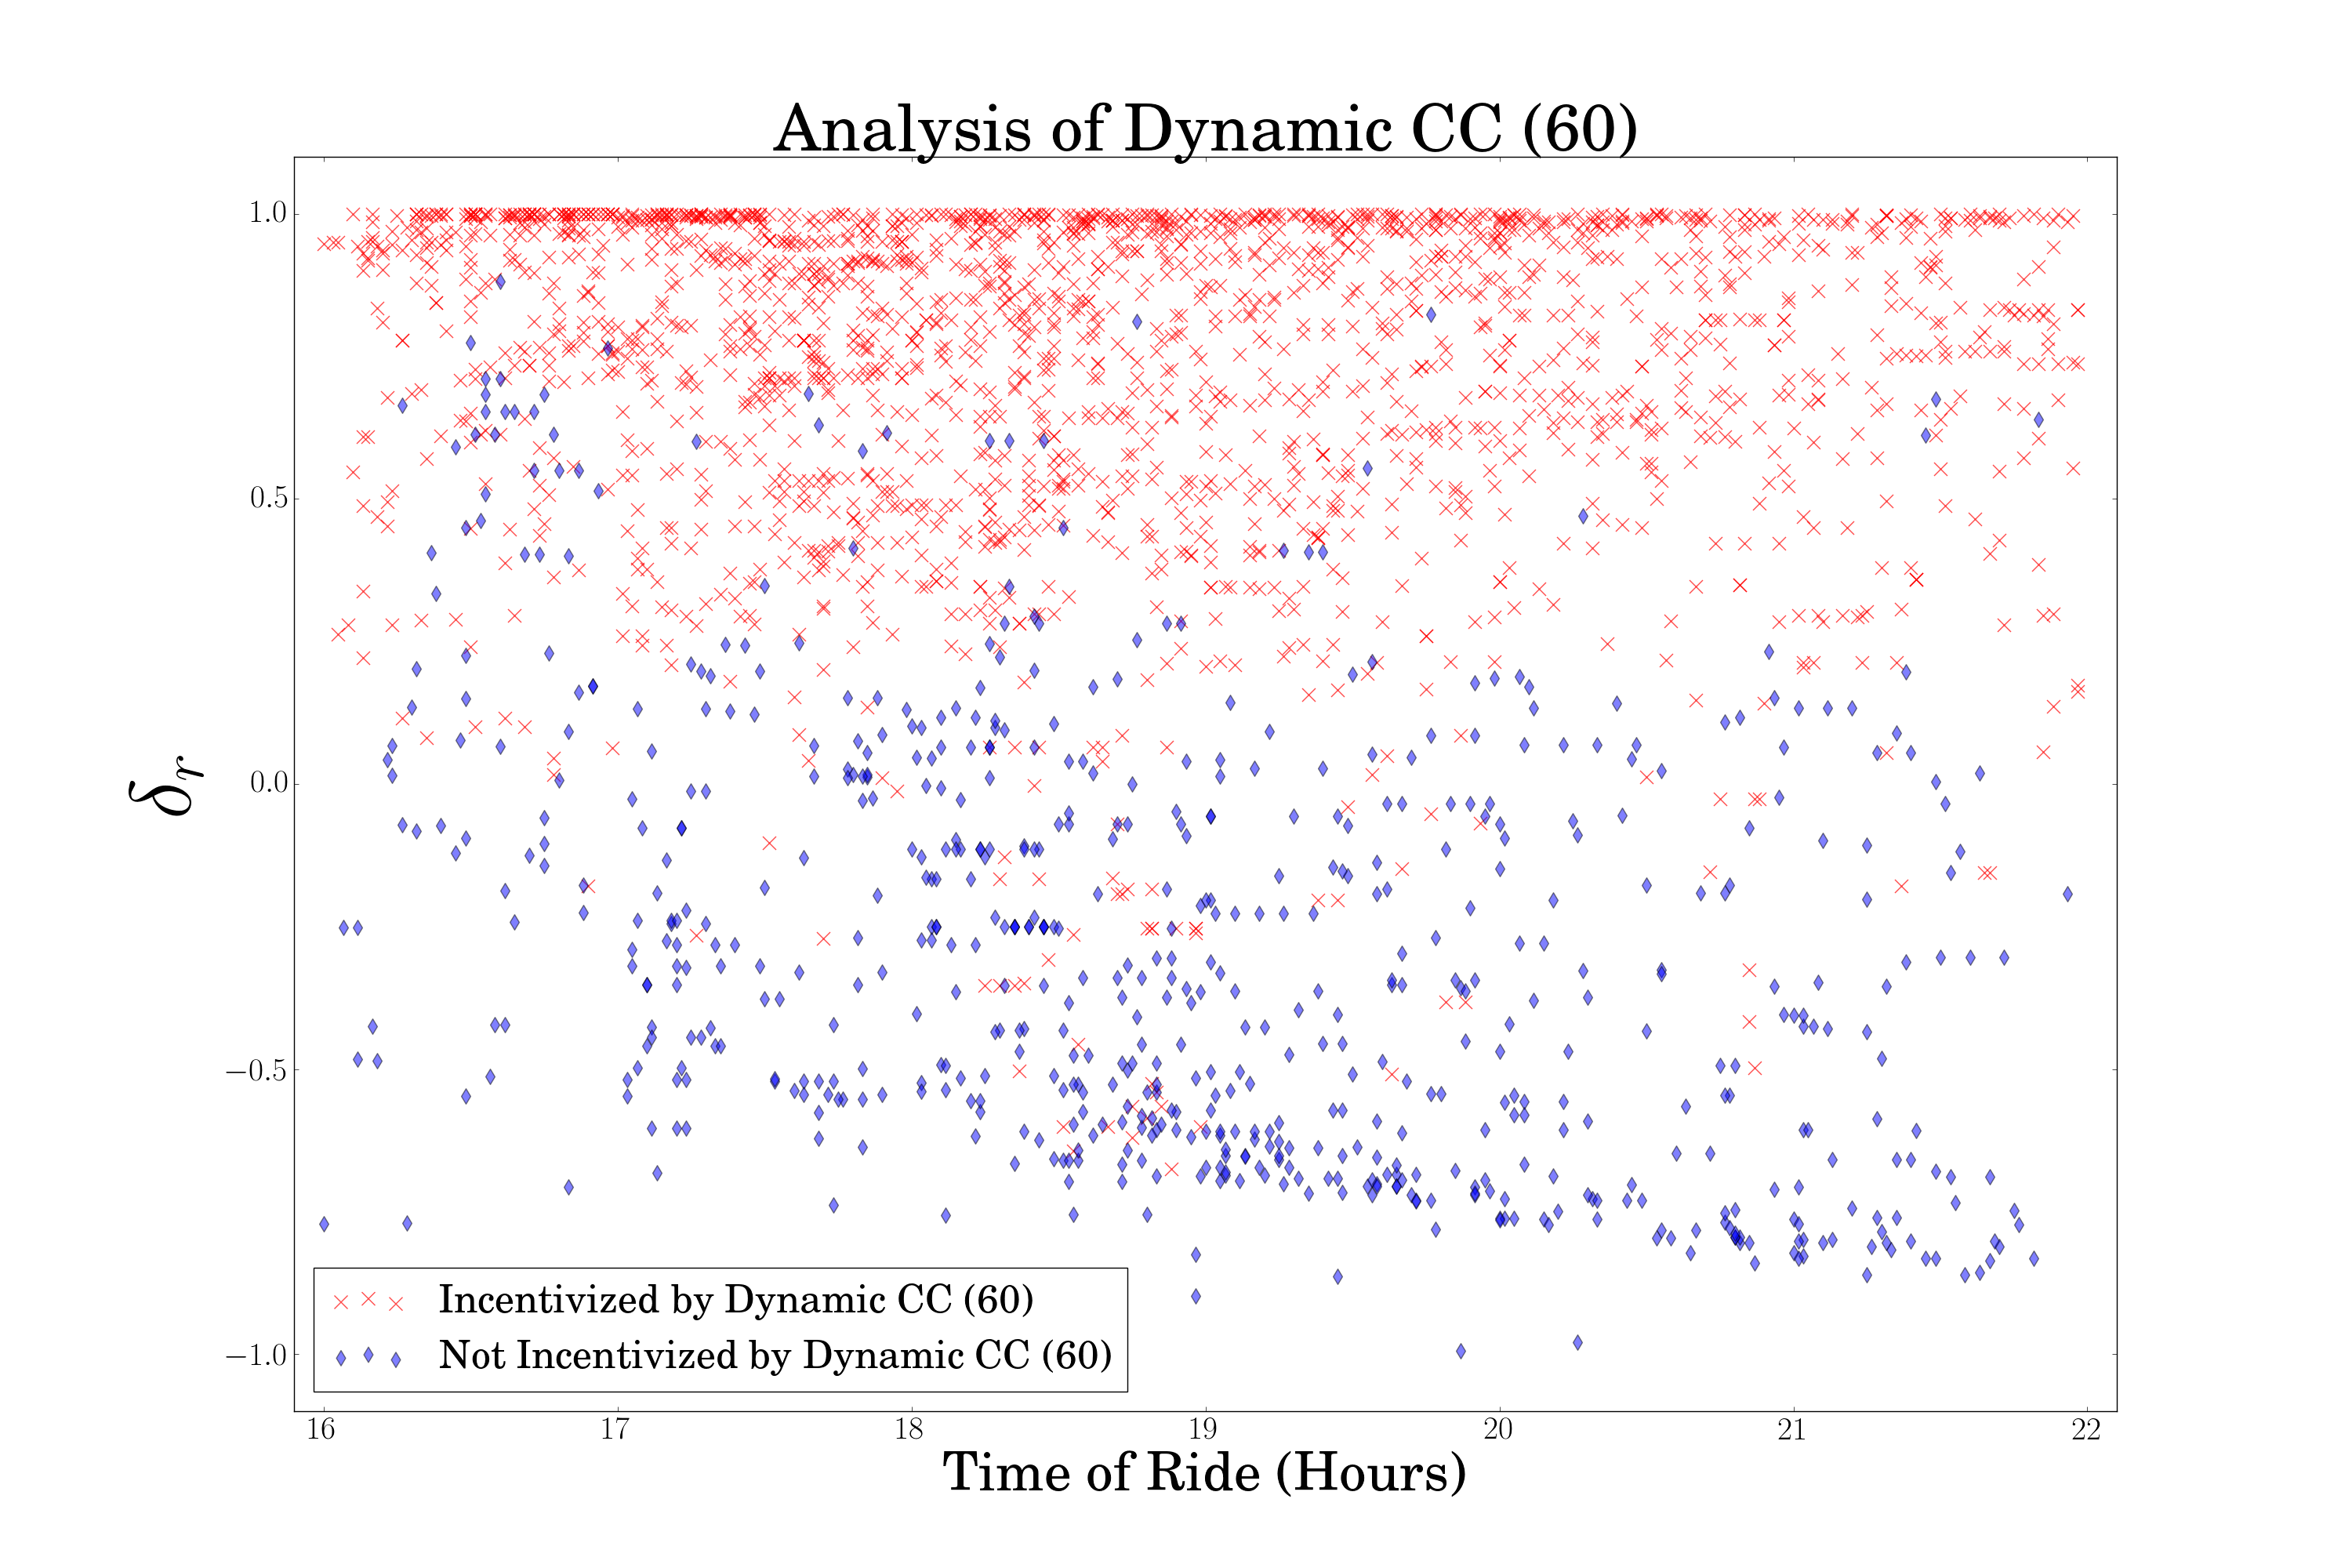 Analysis of Dynamic CC (60)
1.0
0.5
0.0
−0.5
−1.0
δr
Incentivized by Dynamic CC (60)
Not Incentivized by Dynamic CC (60)
16 17 18 19 20 21 22
Time of Ride (Hours)